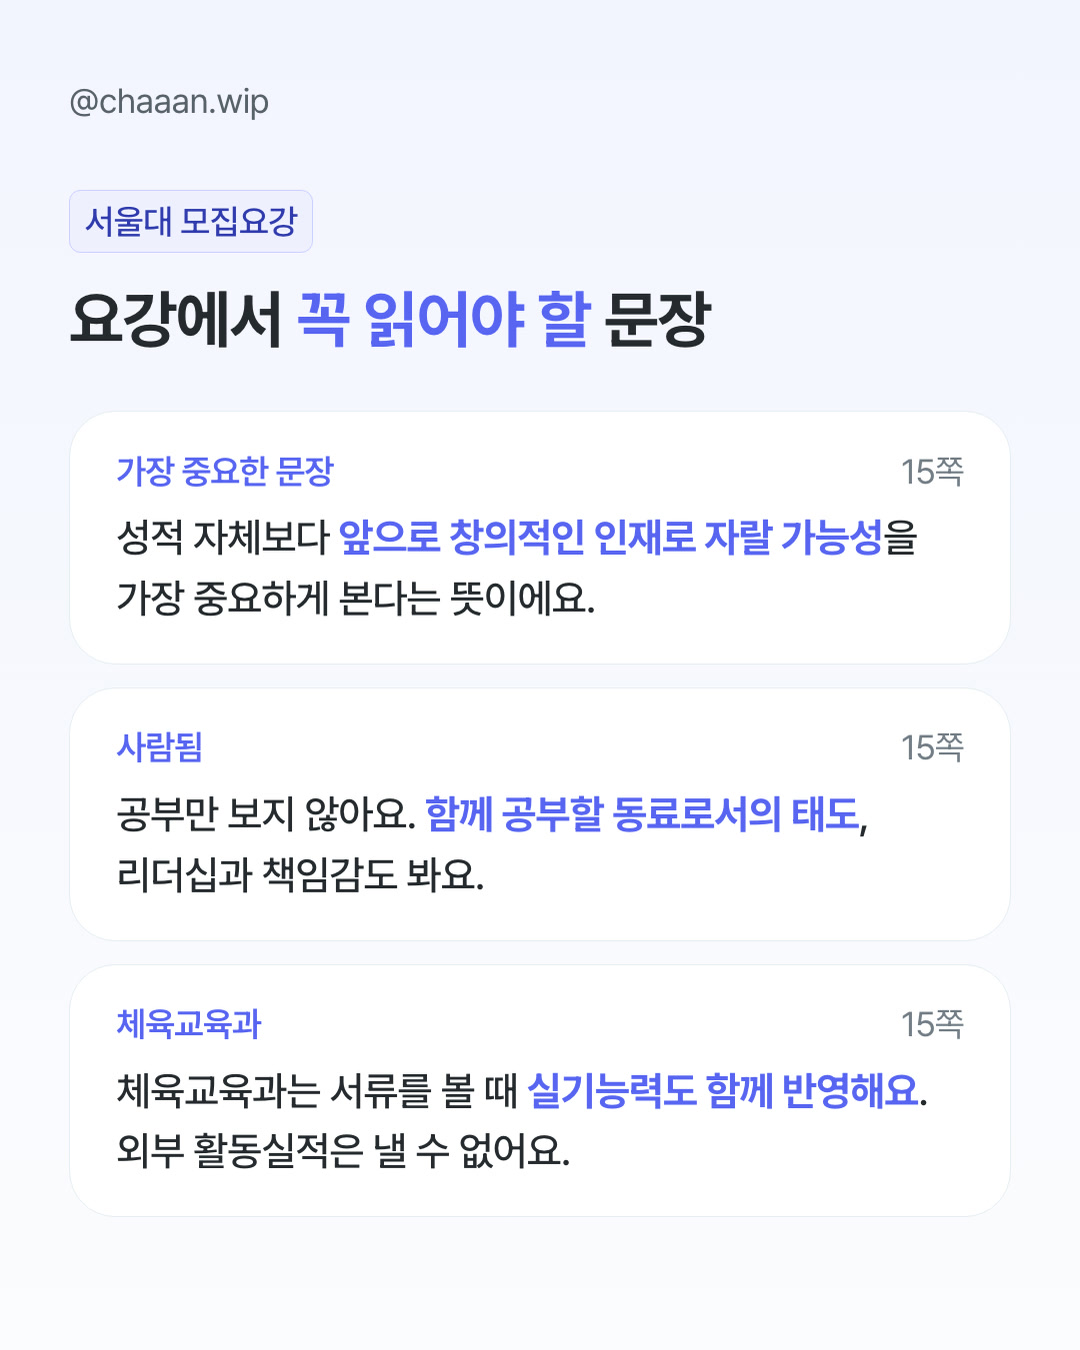 @chaaan.wip
서울대 모집요강
요강에서 꼭 읽어야 할 문장
가장 중요한 문장 15쪽
성적 자체보다 앞으로 창의적인 인재로 자랄 가능성을
가장 중요하게 본다는 뜻이에요.
사람됨 15쪽
공부만 보지 않아요. 함께 공부할 동료로서의 태도,
리더십과 책임감도 봐요.
체육교육과 15쪽
체육교육과는 서류를 볼 때 실기능력도 함께 반영해요.
외부 활동실적은 낼 수 없어요.